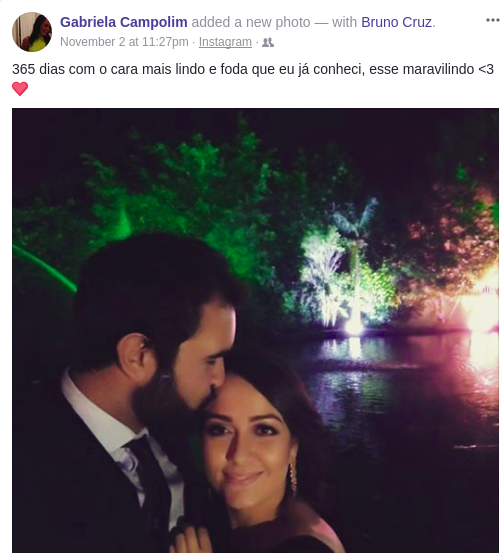 Gabriela Campolim added a new photo — with Bruno Cruz.
November 2 at 11:27pm · Instagram ·
365 dias com o cara mais lindo e foda que eu já conheci, esse maravilindo <3